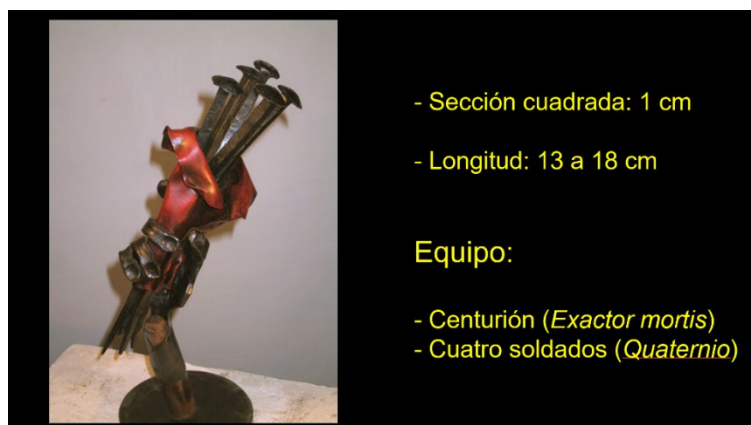 - Sección cuadrada: 1 cm
- Longitud: 13 a 18 cm
Equipo:
- Centurión (Exactor mortis)
- Cuatro soldados (Quaternio)